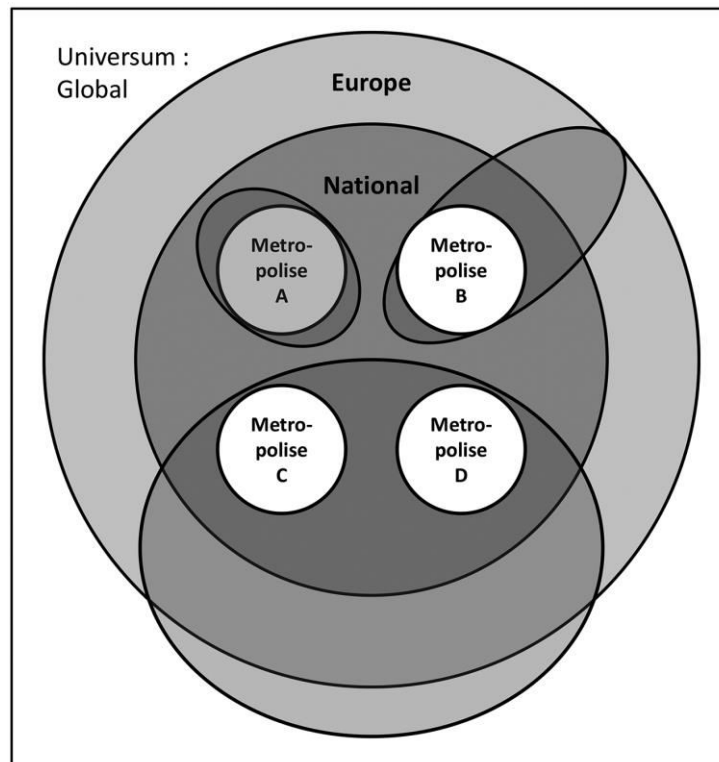 Universum :
Global
Europe
National
Metro-
polise
A
Metro-
polise
B
Metro-
polise
C
Metro-
polise
D